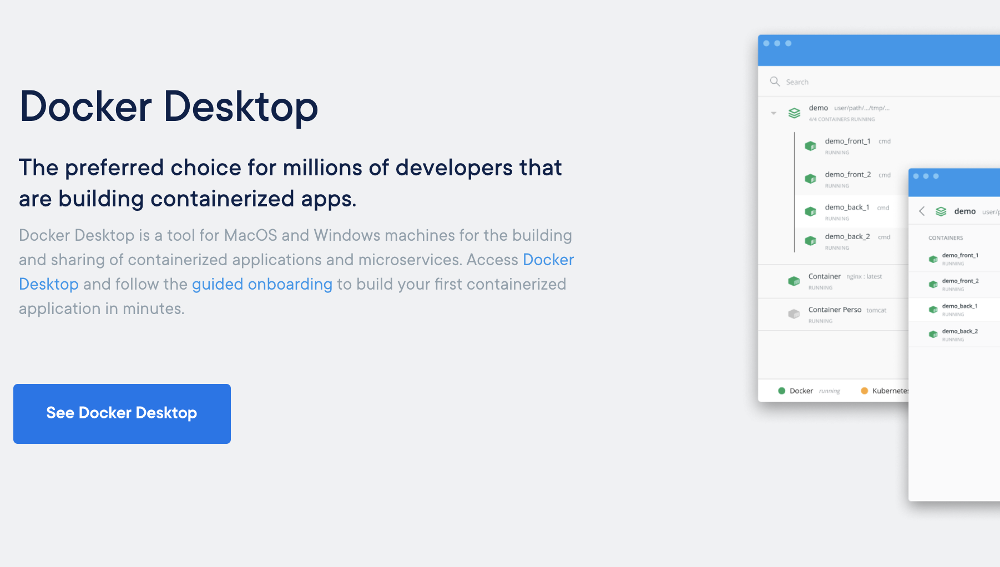 Docker Desktop
The preferred choice for millions of developers that
are building containerized apps.
Docker Desktop is a tool for MacOS and Windows machines for the building
and sharing of containerized applications and microservices. Access Docker
Desktop and follow the guided onboarding to build your first containerized
application in minutes.
See Docker Desktop
Search
demo user/path/.../tmp/...
4/4 CONTAINERS RUNNING
demo_front_1 cmd
RUNNING
demo_front_2 cmd
RUNNING
demo_back_1 cmd
RUNNING
demo_back_2 cmd
RUNNING
Container nginx : latest
RUNNING
Container Perso tomcat
RUNNING
Docker running Kubernetes
demo user/p
CONTAINERS
demo_front_1
RUNNING
demo_front_2
RUNNING
demo_back_1
RUNNING
demo_back_2
RUNNING